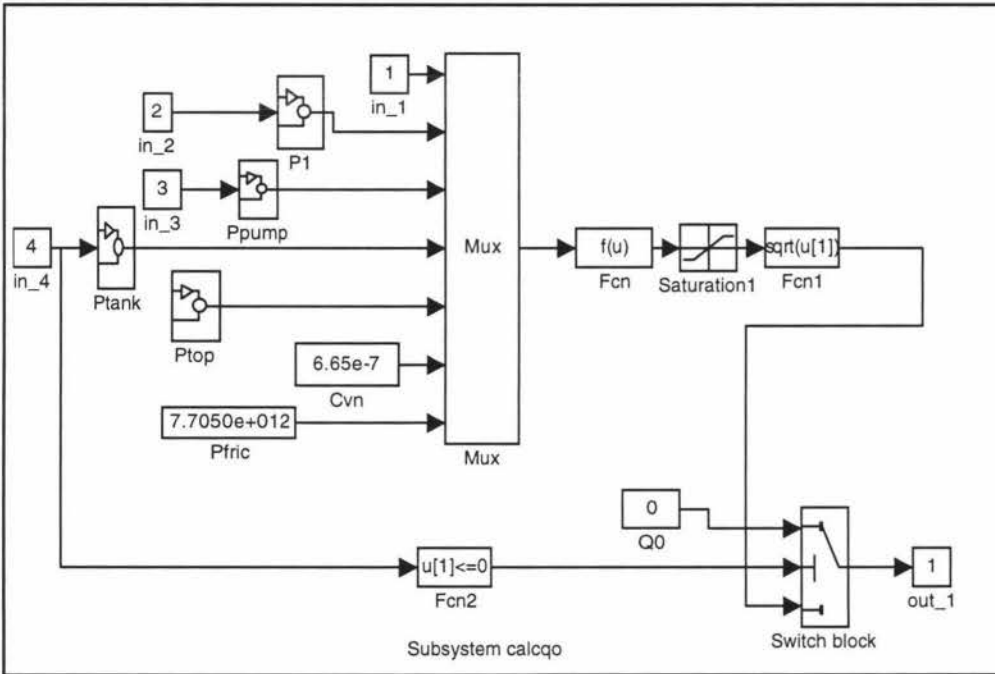 1
in_1
2
in_2
P1
3
in_3
Ppump
4
in_4
Ptank
Ptop
6.65e-7
Cvn
7.7050e+012
Pfric
Mux
Mux
f(u)
Fcn
Saturation1
sqrt(u[1])
Fcn1
0
Q0
u[1]<=0
Fcn2
Switch block
1
out_1
Subsystem calcqo